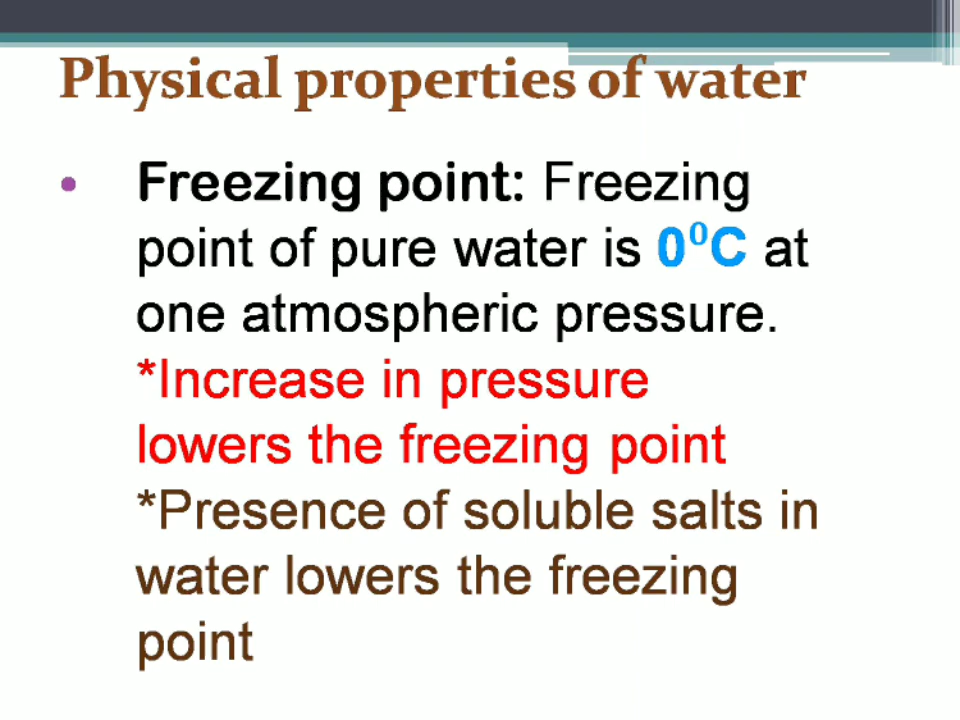 Physical properties of water
• Freezing point: Freezing
point of pure water is 0⁰C at
one atmospheric pressure.
*Increase in pressure
lowers the freezing point
*Presence of soluble salts in
water lowers the freezing
point